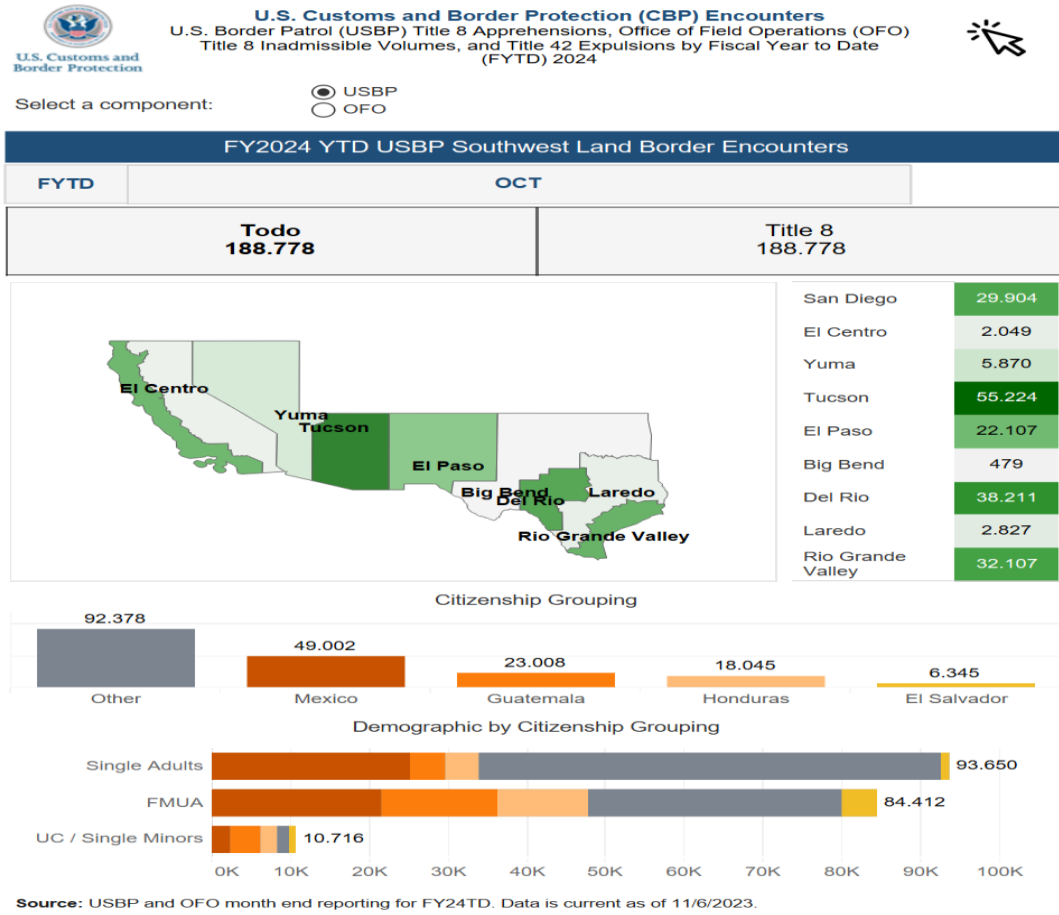 U.S. Customs and Border Protection (CBP) Encounters
U.S. Border Patrol (USBP) Title 8 Apprehensions, Office of Field Operations (OFO)
Title 8 Inadmissible Volumes, and Title 42 Expulsions by Fiscal Year to Date
(FYTD) 2024
U.S. Customs and
Border Protection
Select a component:
USBP
OFO
FY2024 YTD USBP Southwest Land Border Encounters
FYTD
OCT
Todo
188.778
Title 8
188.778
El Centro
Yuma
Tucson
El Paso
Big Bend
Del Rio
Laredo
Rio Grande Valley
San Diego 29.904
El Centro 2.049
Yuma 5.870
Tucson 55.224
El Paso 22.107
Big Bend 479
Del Rio 38.211
Laredo 2.827
Rio Grande
Valley 32.107
Citizenship Grouping
92.378 49.002 23.008 18.045 6.345
Other Mexico Guatemala Honduras El Salvador
Demographic by Citizenship Grouping
Single Adults 93.650
FMUA 84.412
UC / Single Minors 10.716
0K 10K 20K 30K 40K 50K 60K 70K 80K 90K 100K
Source: USBP and OFO month end reporting for FY24TD. Data is current as of 11/6/2023.